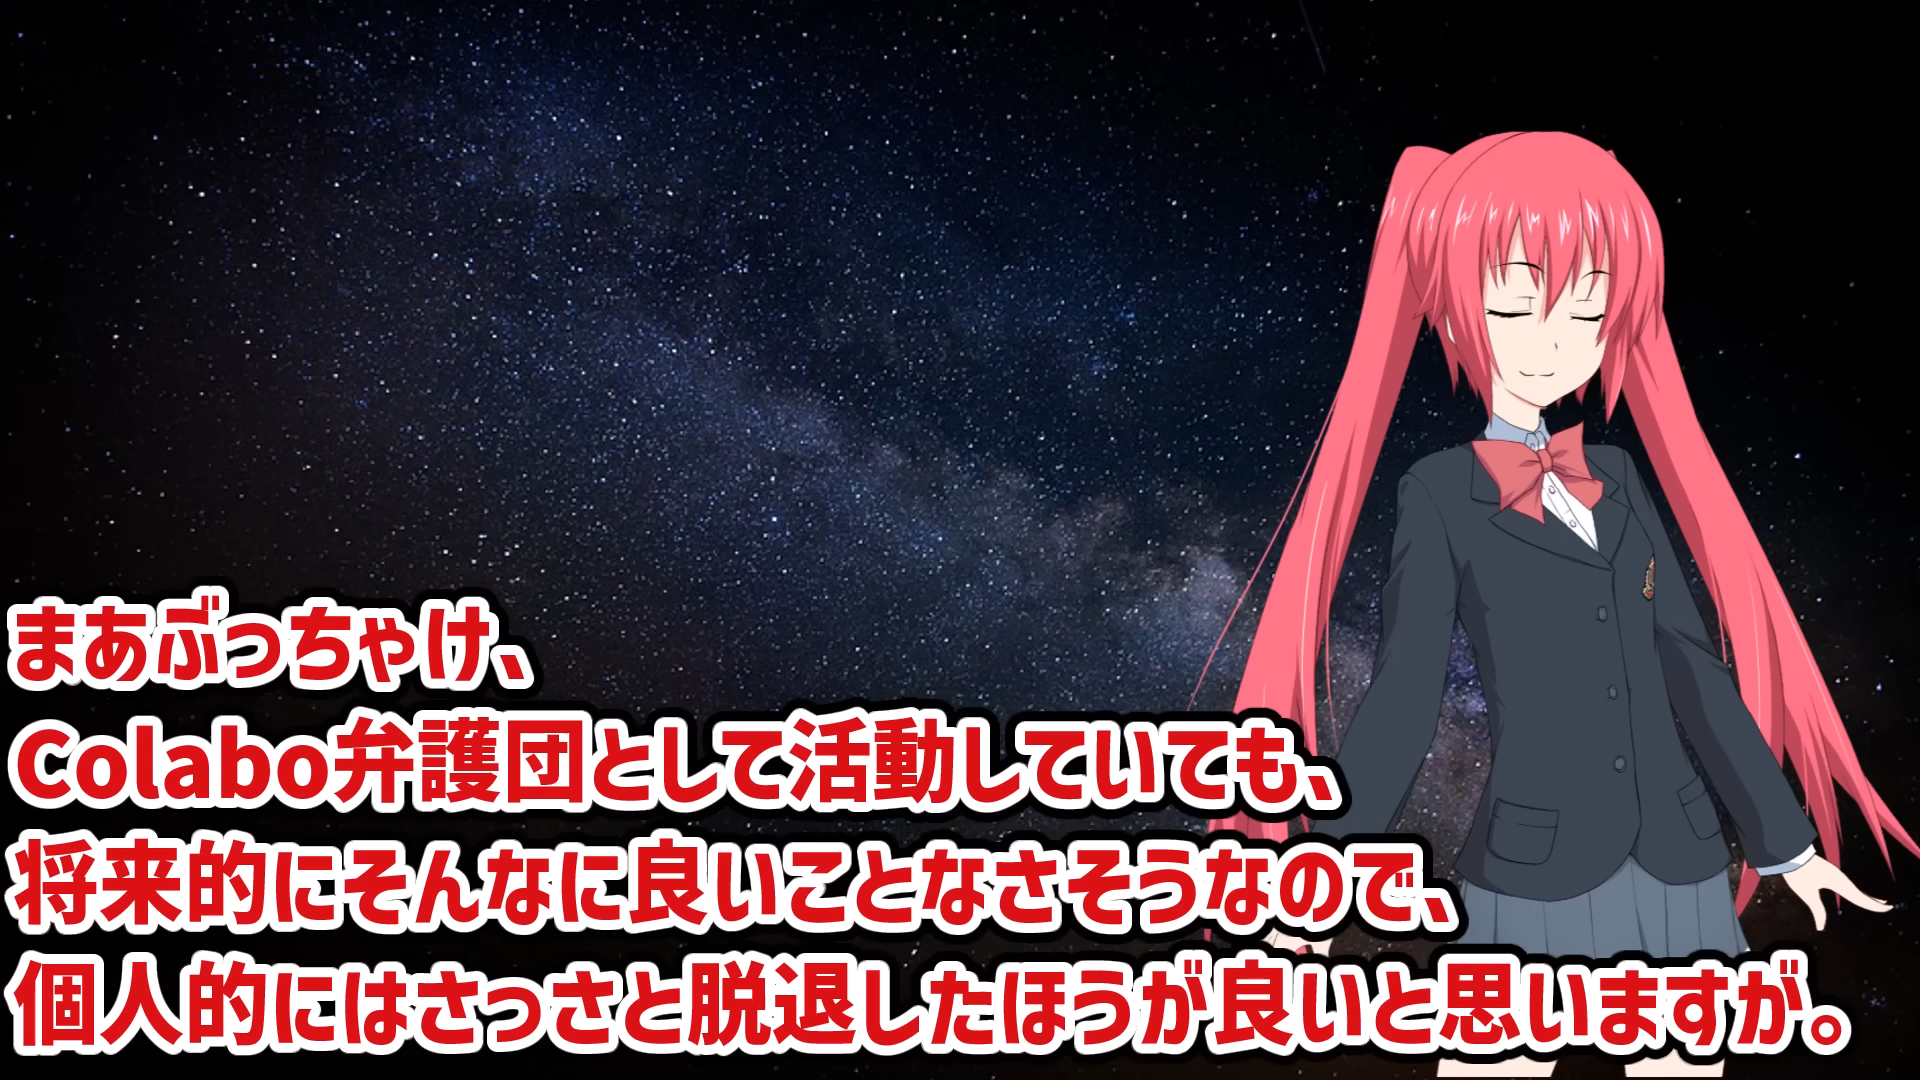 まあぶっちゃけ、
Colabo弁護団として活動していても、
将来的にそんなに良いことなさそうなので、
個人的にはさっさと脱退したほうが良いと思いますが。